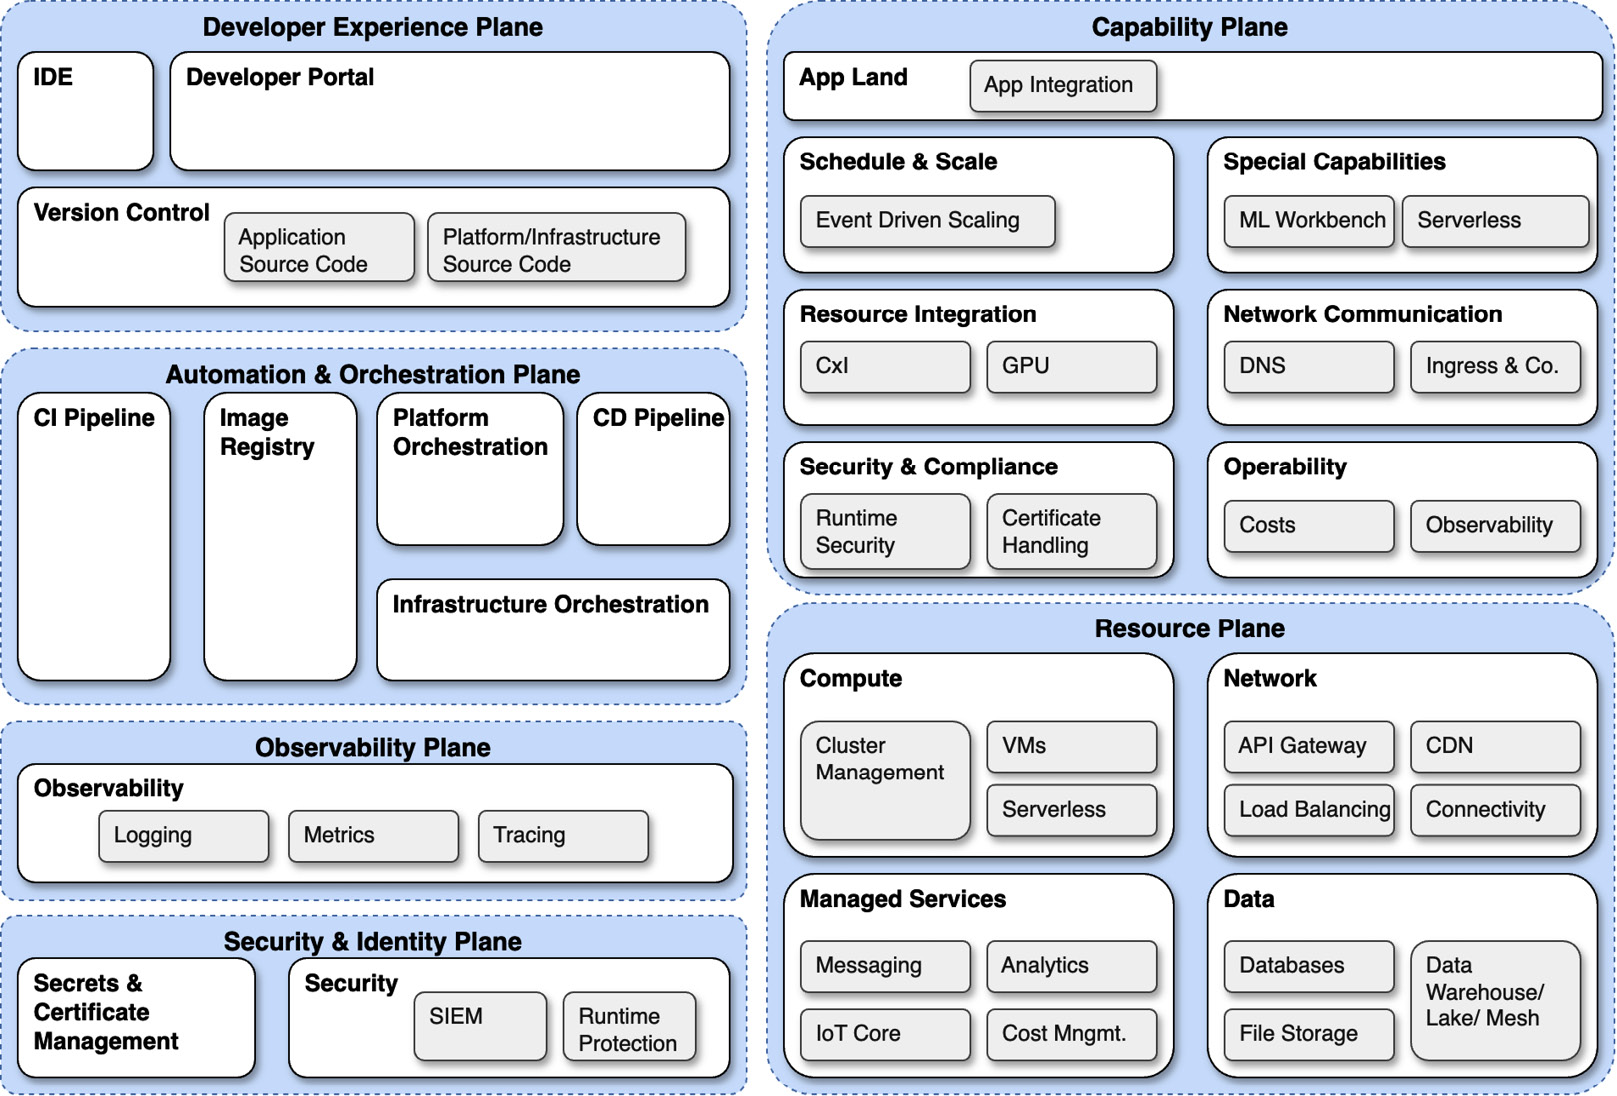 Developer Experience Plane
IDE
Developer Portal
Version Control
Application
Source Code
Platform/Infrastructure
Source Code
Automation & Orchestration Plane
CI Pipeline
Image
Registry
Platform
Orchestration
CD Pipeline
Infrastructure Orchestration
Observability Plane
Observability
Logging
Metrics
Tracing
Security & Identity Plane
Secrets &
Certificate
Management
Security
SIEM
Runtime
Protection
Capability Plane
App Land
App Integration
Schedule & Scale
Event Driven Scaling
Special Capabilities
ML Workbench
Serverless
Resource Integration
CxI
GPU
Network Communication
DNS
Ingress & Co.
Security & Compliance
Runtime
Security
Certificate
Handling
Operability
Costs
Observability
Resource Plane
Compute
Cluster
Management
VMs
Serverless
Network
API Gateway
CDN
Load Balancing
Connectivity
Managed Services
Messaging
Analytics
IoT Core
Cost Mngmt.
Data
Databases
File Storage
Data
Warehouse/
Lake/ Mesh